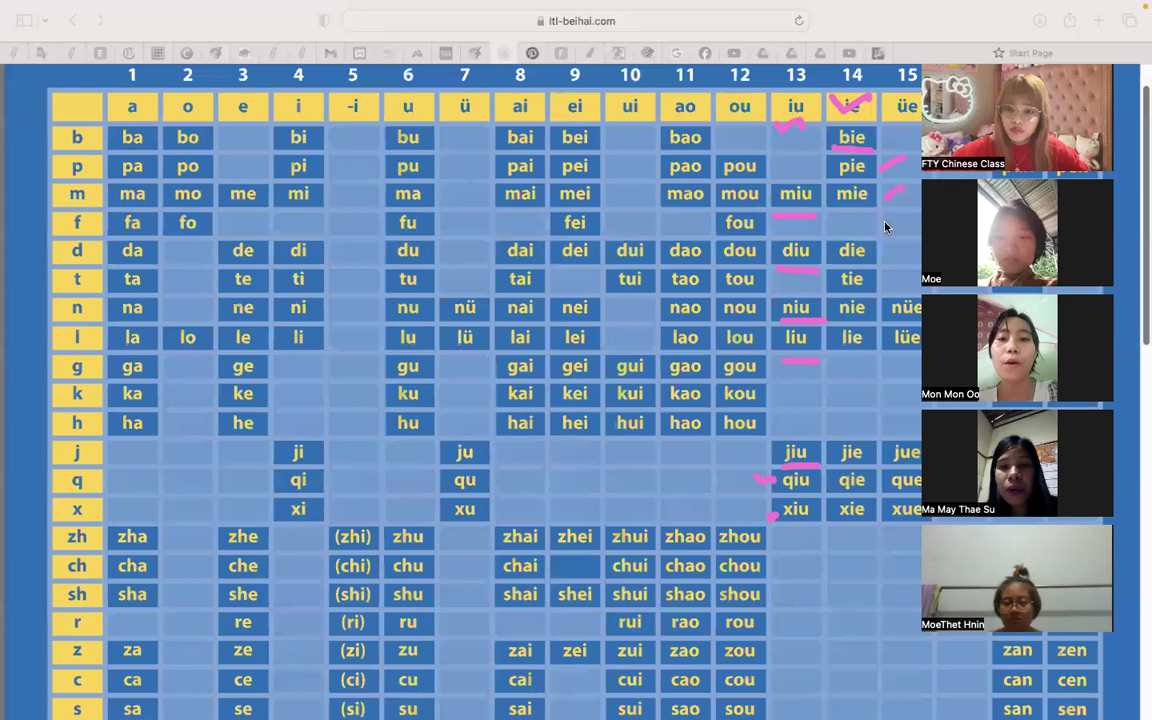 ltl-beihai.com
Start Page
1 2 3 4 5 6 7 8 9 10 11 12 13 14 15
a o e i -i u ü ai ei ui ao ou iu ie üe
b ba bo bi bu bai bei bao bie
p pa po pi pu pai pei pao pou pie
m ma mo me mi ma mai mei mao mou miu mie
f fa fo fu fei fou
d da de di du dai dei dui dao dou diu die
t ta te ti tu tai tui tao tou tie
n na ne ni nu nü nai nei nao nou niu nie nüe
l la lo le li lu lü lai lei lao lou liu lie lüe
g ga ge gu gai gei gui gao gou
k ka ke ku kai kei kui kao kou
h ha he hu hai hei hui hao hou
j ji ju jiu jie jue
q qi qu qiu qie que
x xi xu xiu xie xue
zh zha zhe (zhi) zhu zhai zhei zhui zhao zhou
ch cha che (chi) chu chai chui chao chou
sh sha she (shi) shu shai shei shui shao shou
r re (ri) ru rui rao rou
z za ze (zi) zu zai zei zui zao zou zan zen
c ca ce (ci) cu cai cui cao cou can cen
s sa se (si) su sai sui sao sou san sen
FTY Chinese Class
Moe
Mon Mon Oo
Ma May Thae Su
MoeThet Hnin